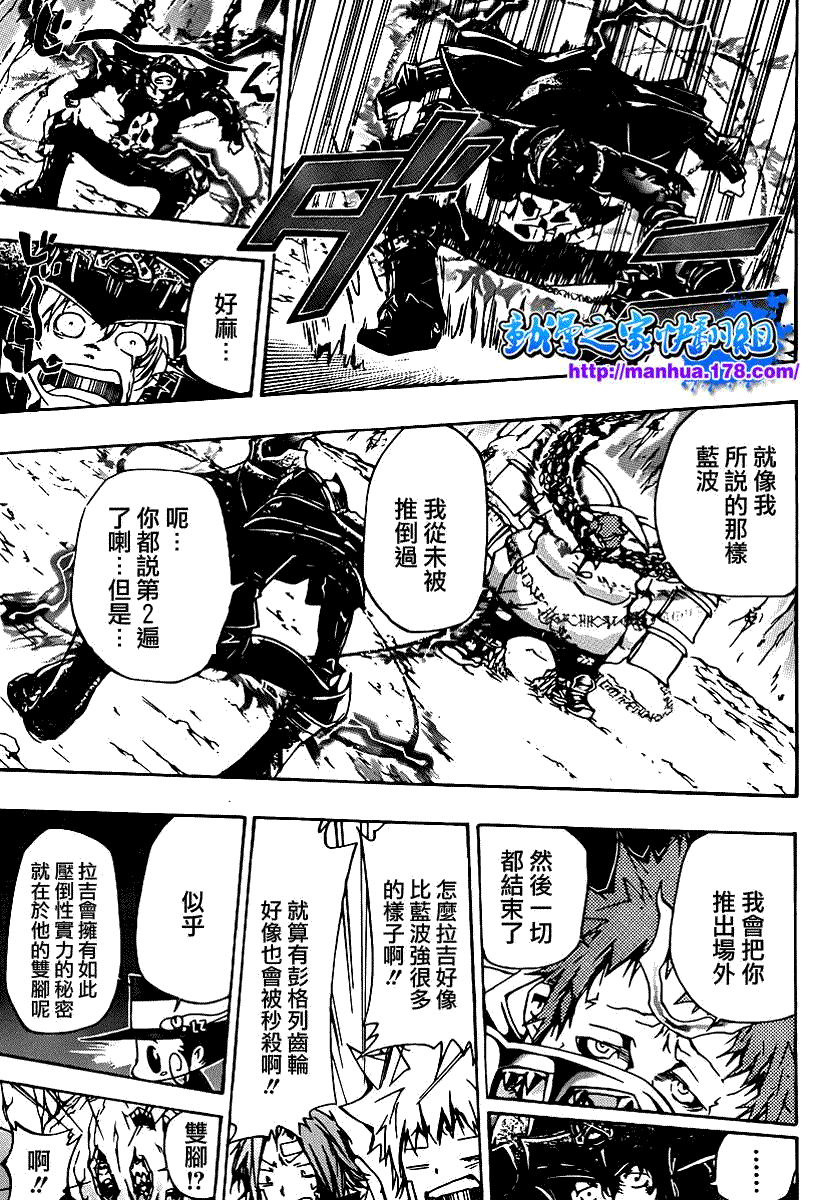 ダッ
動漫之家快翻組
http://manhua.178.com/
好麻…
就像我
所說的那樣
藍波
我從未被
推倒過
呃…
你都說第2遍
了喇…但是…
我會把你
推出場外
然後一切
都結束了
……
怎麼拉吉好像
比藍波強很多
的樣子啊!!
就算有彭格列齒輪
好像也會被秒殺啊!!
似乎
拉吉會擁有如此
壓倒性實力的秘密
就在於他的雙腳呢
雙腳!?
啊!!